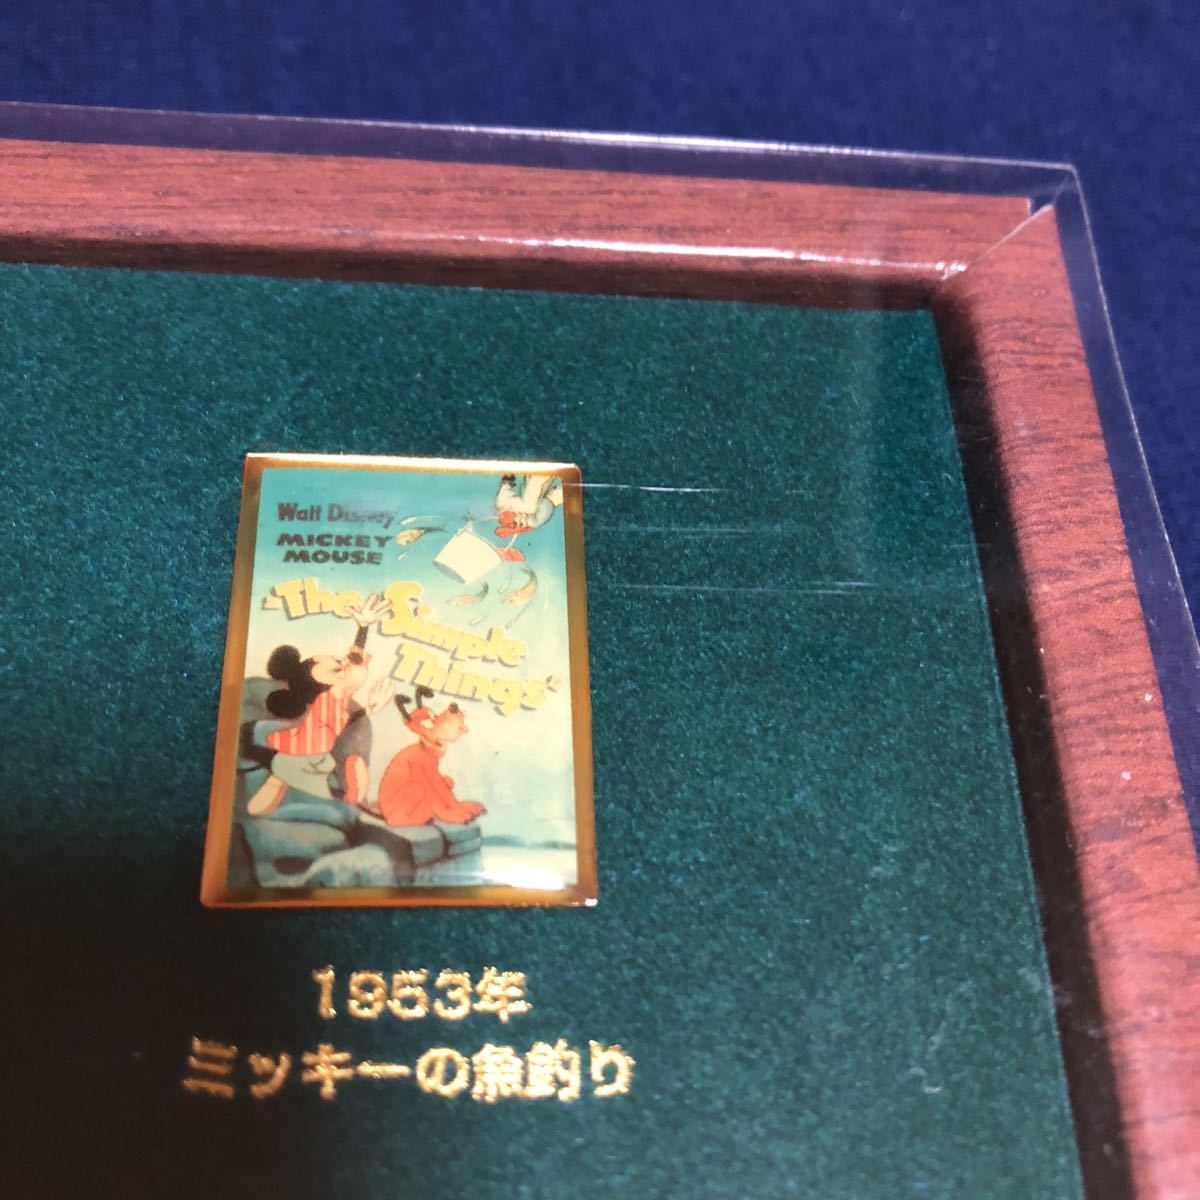 Walt Disney
MICKEY
MOUSE
"The Simple
Things"
1953年
ミッキーの魚釣り